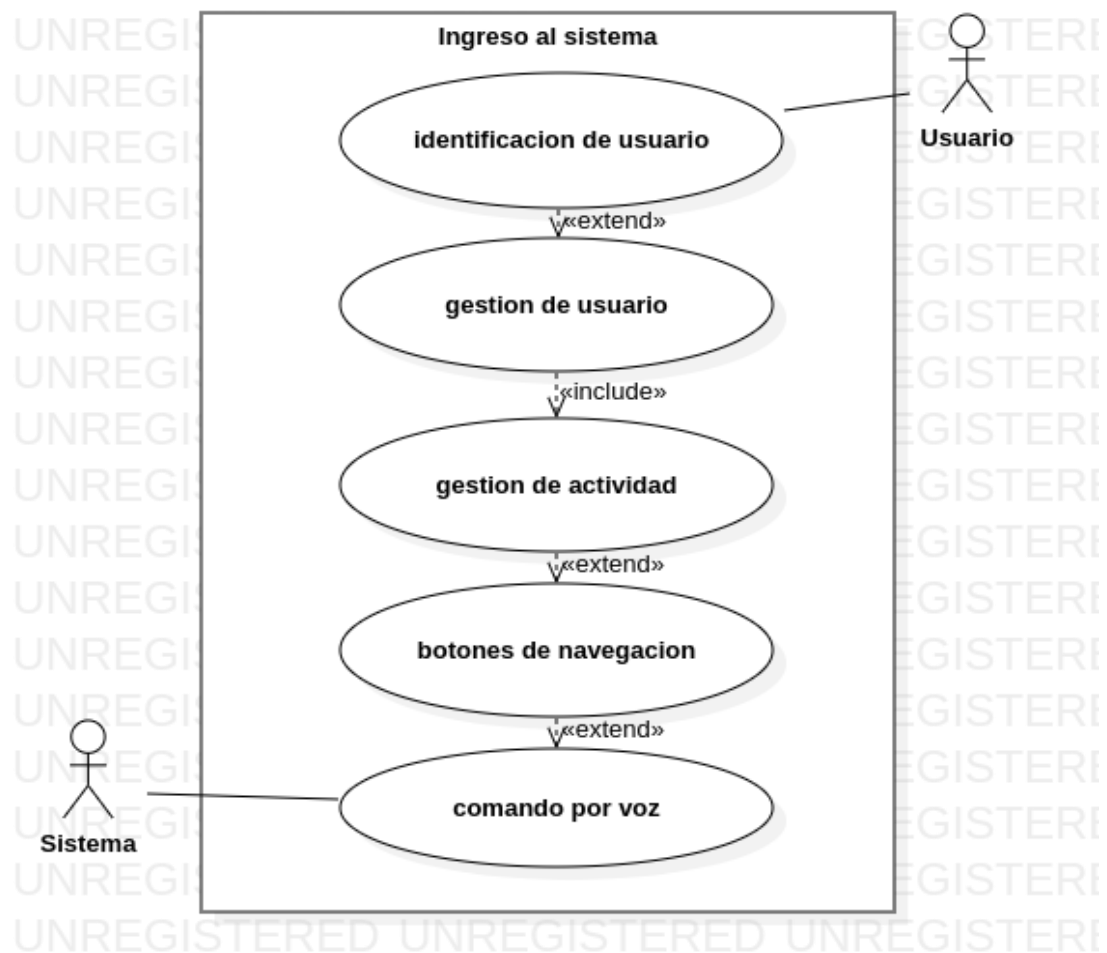 Ingreso al sistema
identificacion de usuario
Usuario
«extend»
gestion de usuario
«include»
gestion de actividad
«extend»
botones de navegacion
«extend»
comando por voz
Sistema
UNREGISTERED UNREGISTERED UNREGISTERED